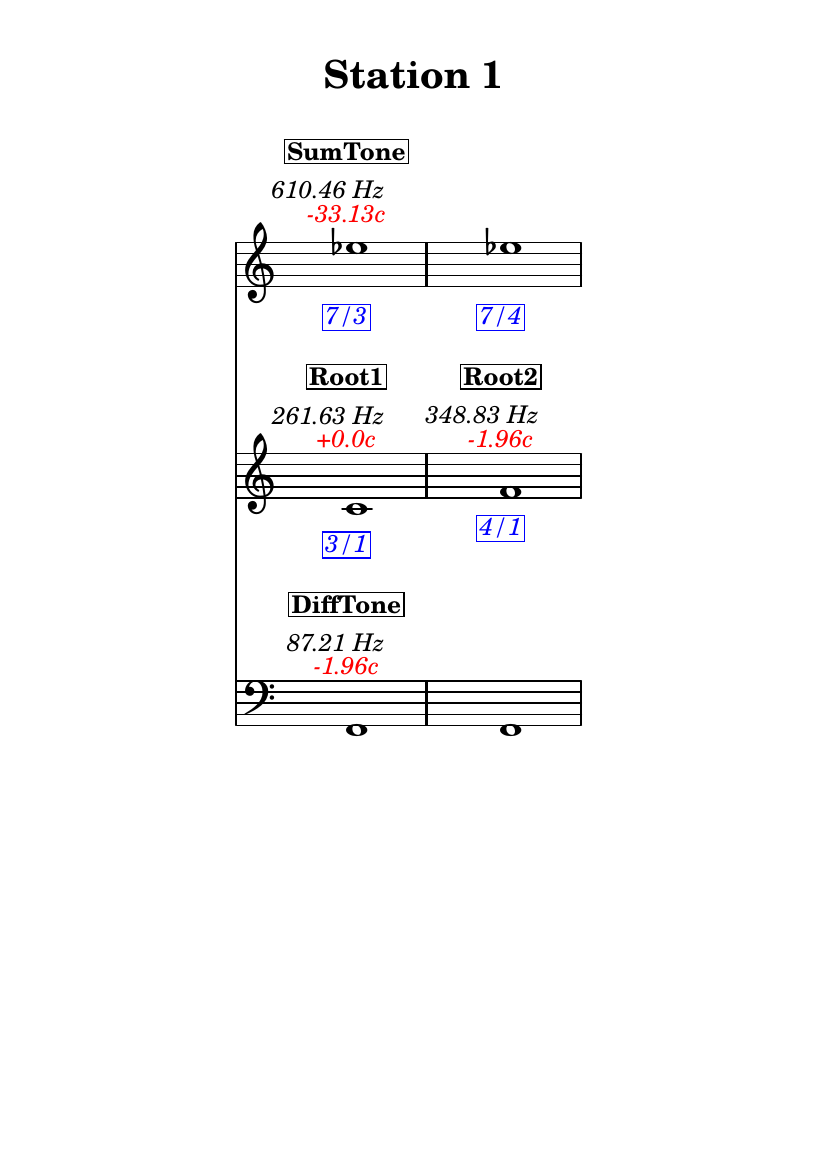 Station 1
SumTone
610.46 Hz
-33.13c
7/3 7/4
Root1 Root2
261.63 Hz 348.83 Hz
+0.0c -1.96c
3/1 4/1
DiffTone
87.21 Hz
-1.96c